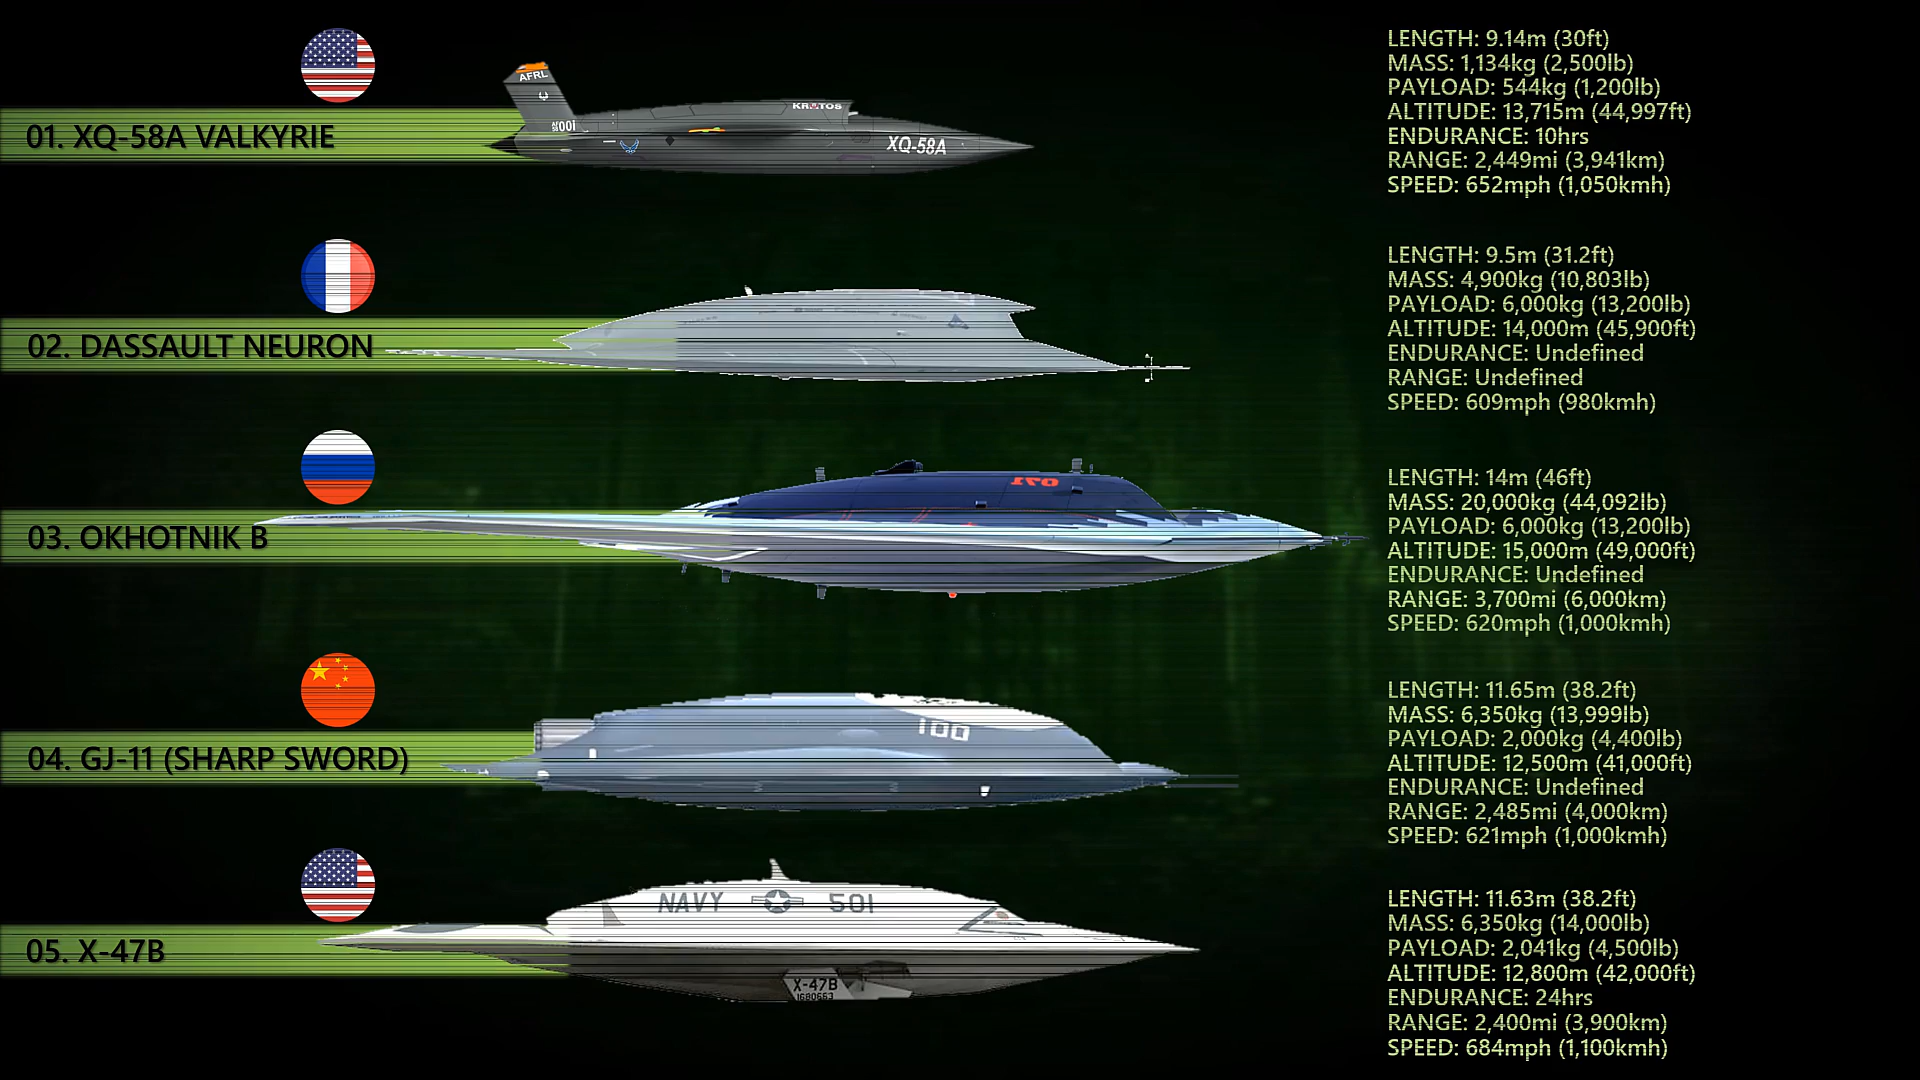 01. XQ-58A VALKYRIE
AFRL
AF
58
001
KRATOS
XQ-58A
LENGTH: 9.14m (30ft)
MASS: 1,134kg (2,500lb)
PAYLOAD: 544kg (1,200lb)
ALTITUDE: 13,715m (44,997ft)
ENDURANCE: 10hrs
RANGE: 2,449mi (3,941km)
SPEED: 652mph (1,050kmh)
02. DASSAULT NEURON
LENGTH: 9.5m (31.2ft)
MASS: 4,900kg (10,803lb)
PAYLOAD: 6,000kg (13,200lb)
ALTITUDE: 14,000m (45,900ft)
ENDURANCE: Undefined
RANGE: Undefined
SPEED: 609mph (980kmh)
03. OKHOTNIK B
071
LENGTH: 14m (46ft)
MASS: 20,000kg (44,092lb)
PAYLOAD: 6,000kg (13,200lb)
ALTITUDE: 15,000m (49,000ft)
ENDURANCE: Undefined
RANGE: 3,700mi (6,000km)
SPEED: 620mph (1,000kmh)
04. GJ-11 (SHARP SWORD)
100
LENGTH: 11.65m (38.2ft)
MASS: 6,350kg (13,999lb)
PAYLOAD: 2,000kg (4,400lb)
ALTITUDE: 12,500m (41,000ft)
ENDURANCE: Undefined
RANGE: 2,485mi (4,000km)
SPEED: 621mph (1,000kmh)
05. X-47B
NAVY 501
X-47B
LENGTH: 11.63m (38.2ft)
MASS: 6,350kg (14,000lb)
PAYLOAD: 2,041kg (4,500lb)
ALTITUDE: 12,800m (42,000ft)
ENDURANCE: 24hrs
RANGE: 2,400mi (3,900km)
SPEED: 684mph (1,100kmh)